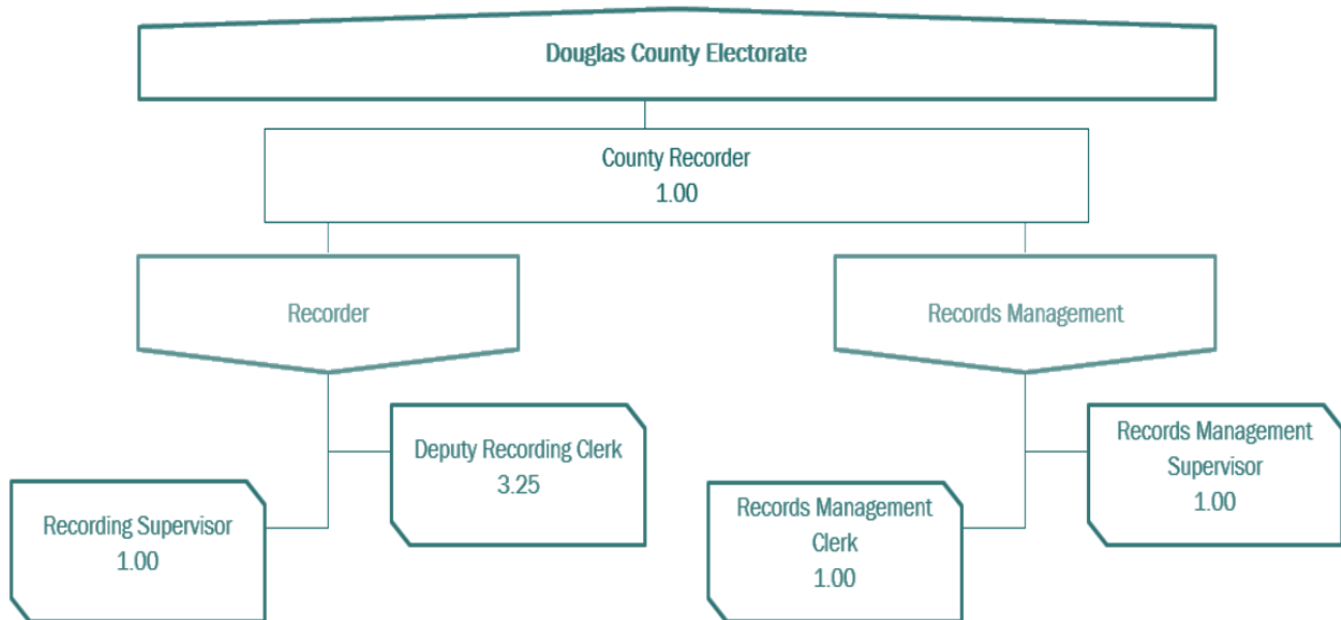 Douglas County Electorate
County Recorder
1.00
Recorder
Records Management
Deputy Recording Clerk
3.25
Recording Supervisor
1.00
Records Management
Supervisor
1.00
Records Management
Clerk
1.00